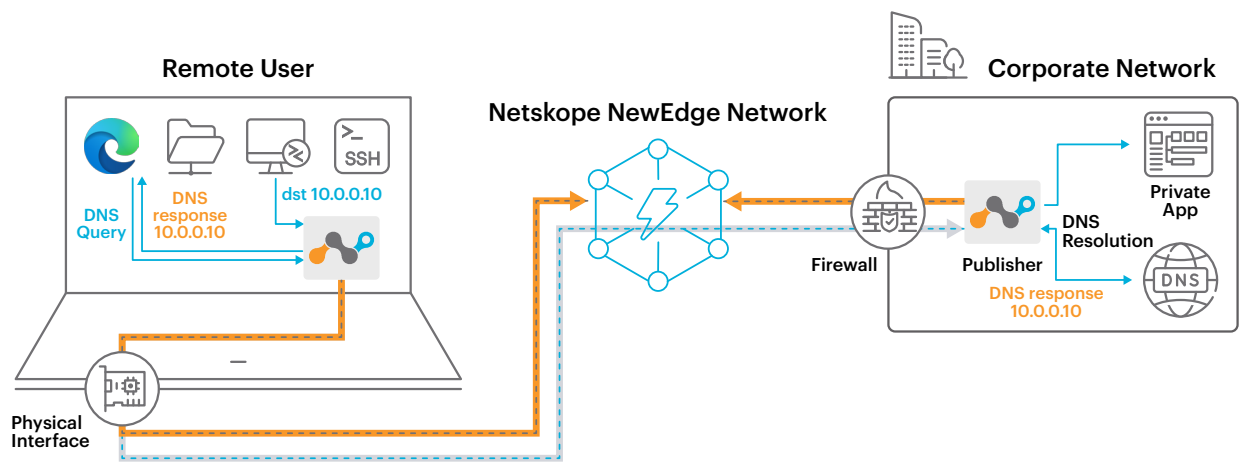 Remote User
DNS
Query
DNS
response
10.0.0.10
dst 10.0.0.10
>_
SSH
Physical
Interface
Netskope NewEdge Network
Corporate Network
Firewall
Publisher
Private
App
DNS
Resolution
DNS
DNS response
10.0.0.10